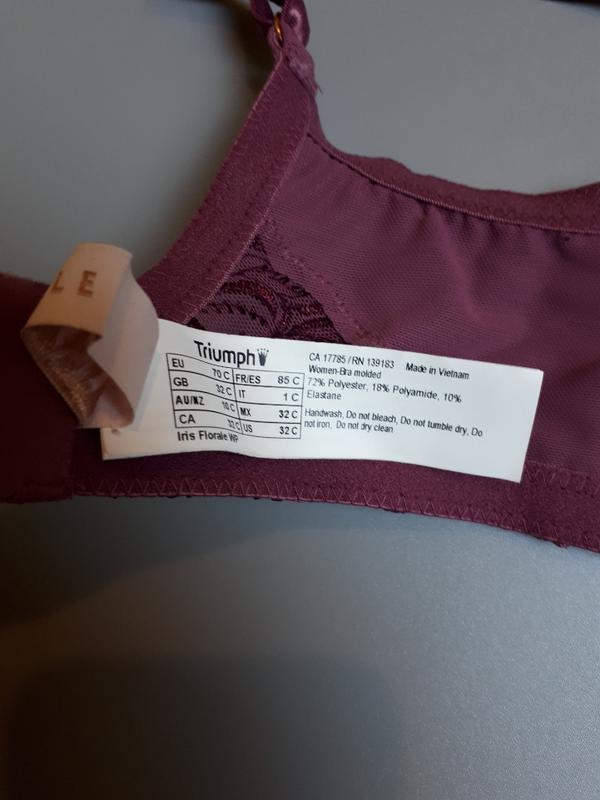 Triumph
EU 70 C FR/ES 85 C
GB 32 C IT 1 C
AU/NZ 10 C MX 32 C
CA 32 C US 32 C
Iris Florale WP
CA 17785 / RN 139183 Made in Vietnam
Women-Bra molded
72% Polyester, 18% Polyamide, 10%
Elastane
Handwash, Do not bleach, Do not tumble dry, Do
not iron, Do not dry clean